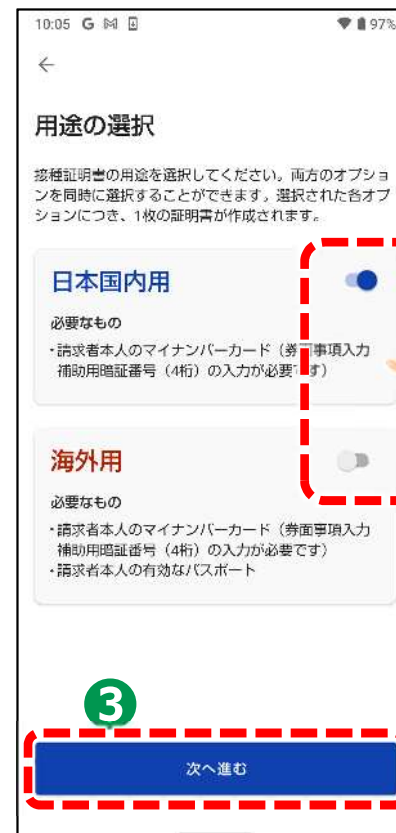 10:05 G 97%
用途の選択
接種証明書の用途を選択してください。両方のオプショ
ンを同時に選択することができます。選択された各オプ
ションにつき、1枚の証明書が作成されます。
日本国内用
必要なもの
・請求者本人のマイナンバーカード（券面事項入力
補助用暗証番号（4桁）の入力が必要です）
海外用
必要なもの
・請求者本人のマイナンバーカード（券面事項入力
補助用暗証番号（4桁）の入力が必要です）
・請求者本人の有効なパスポート
3
次へ進む